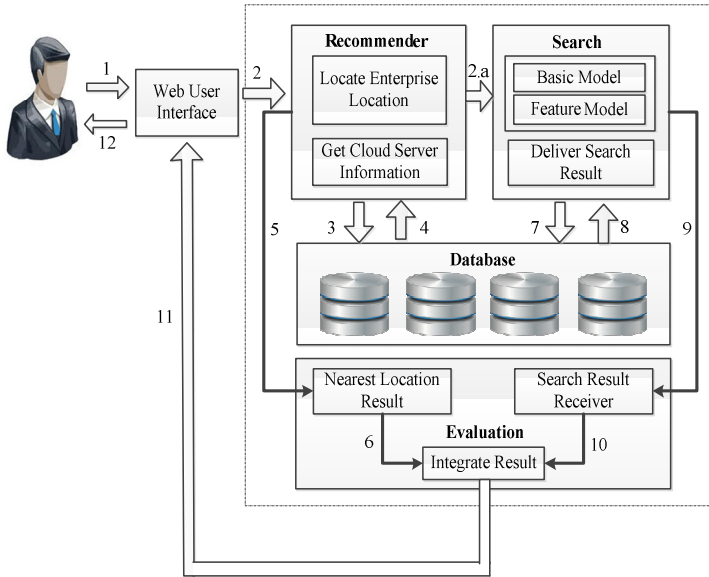 Recommender
Search
1
Web User
Interface
12
2
Locate Enterprise
Location
2.a
Basic Model
Feature Model
Get Cloud Server
Information
Deliver Search
Result
3
4
5
7
8
9
Database
11
Nearest Location
Result
Search Result
Receiver
6
Evaluation
10
Integrate Result